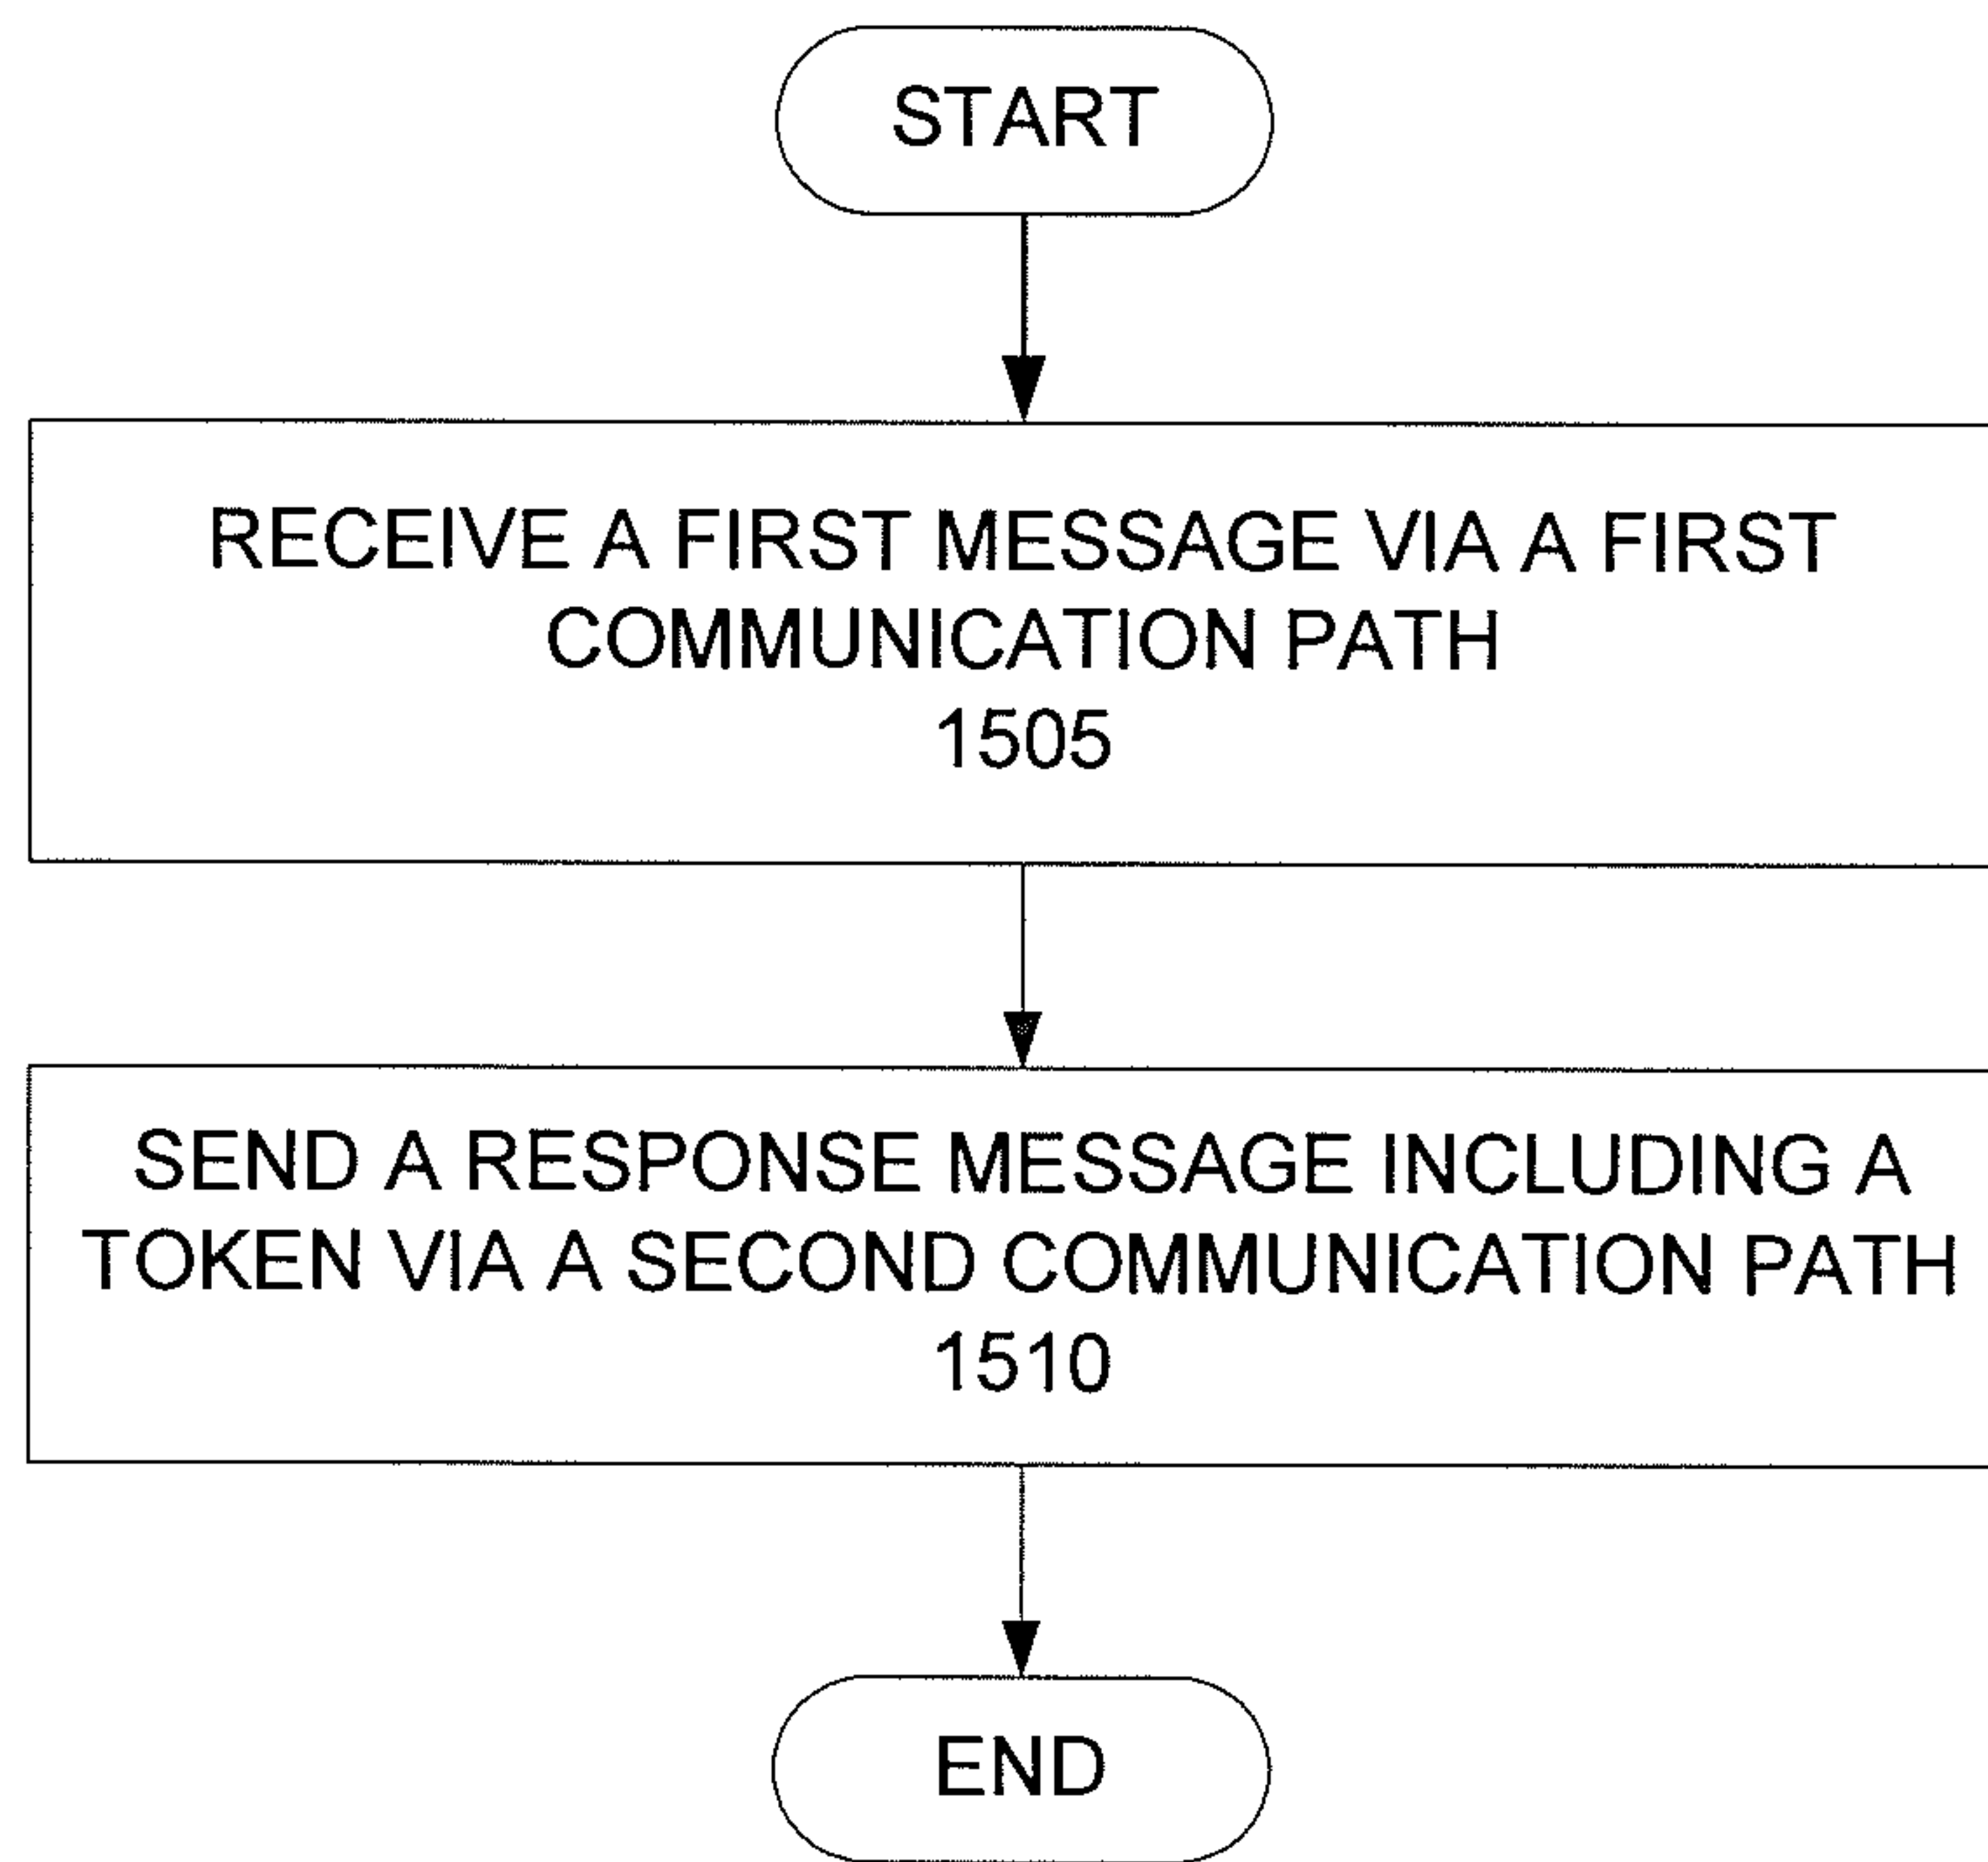 START
RECEIVE A FIRST MESSAGE VIA A FIRST
COMMUNICATION PATH
1505
SEND A RESPONSE MESSAGE INCLUDING A
TOKEN VIA A SECOND COMMUNICATION PATH
1510
END